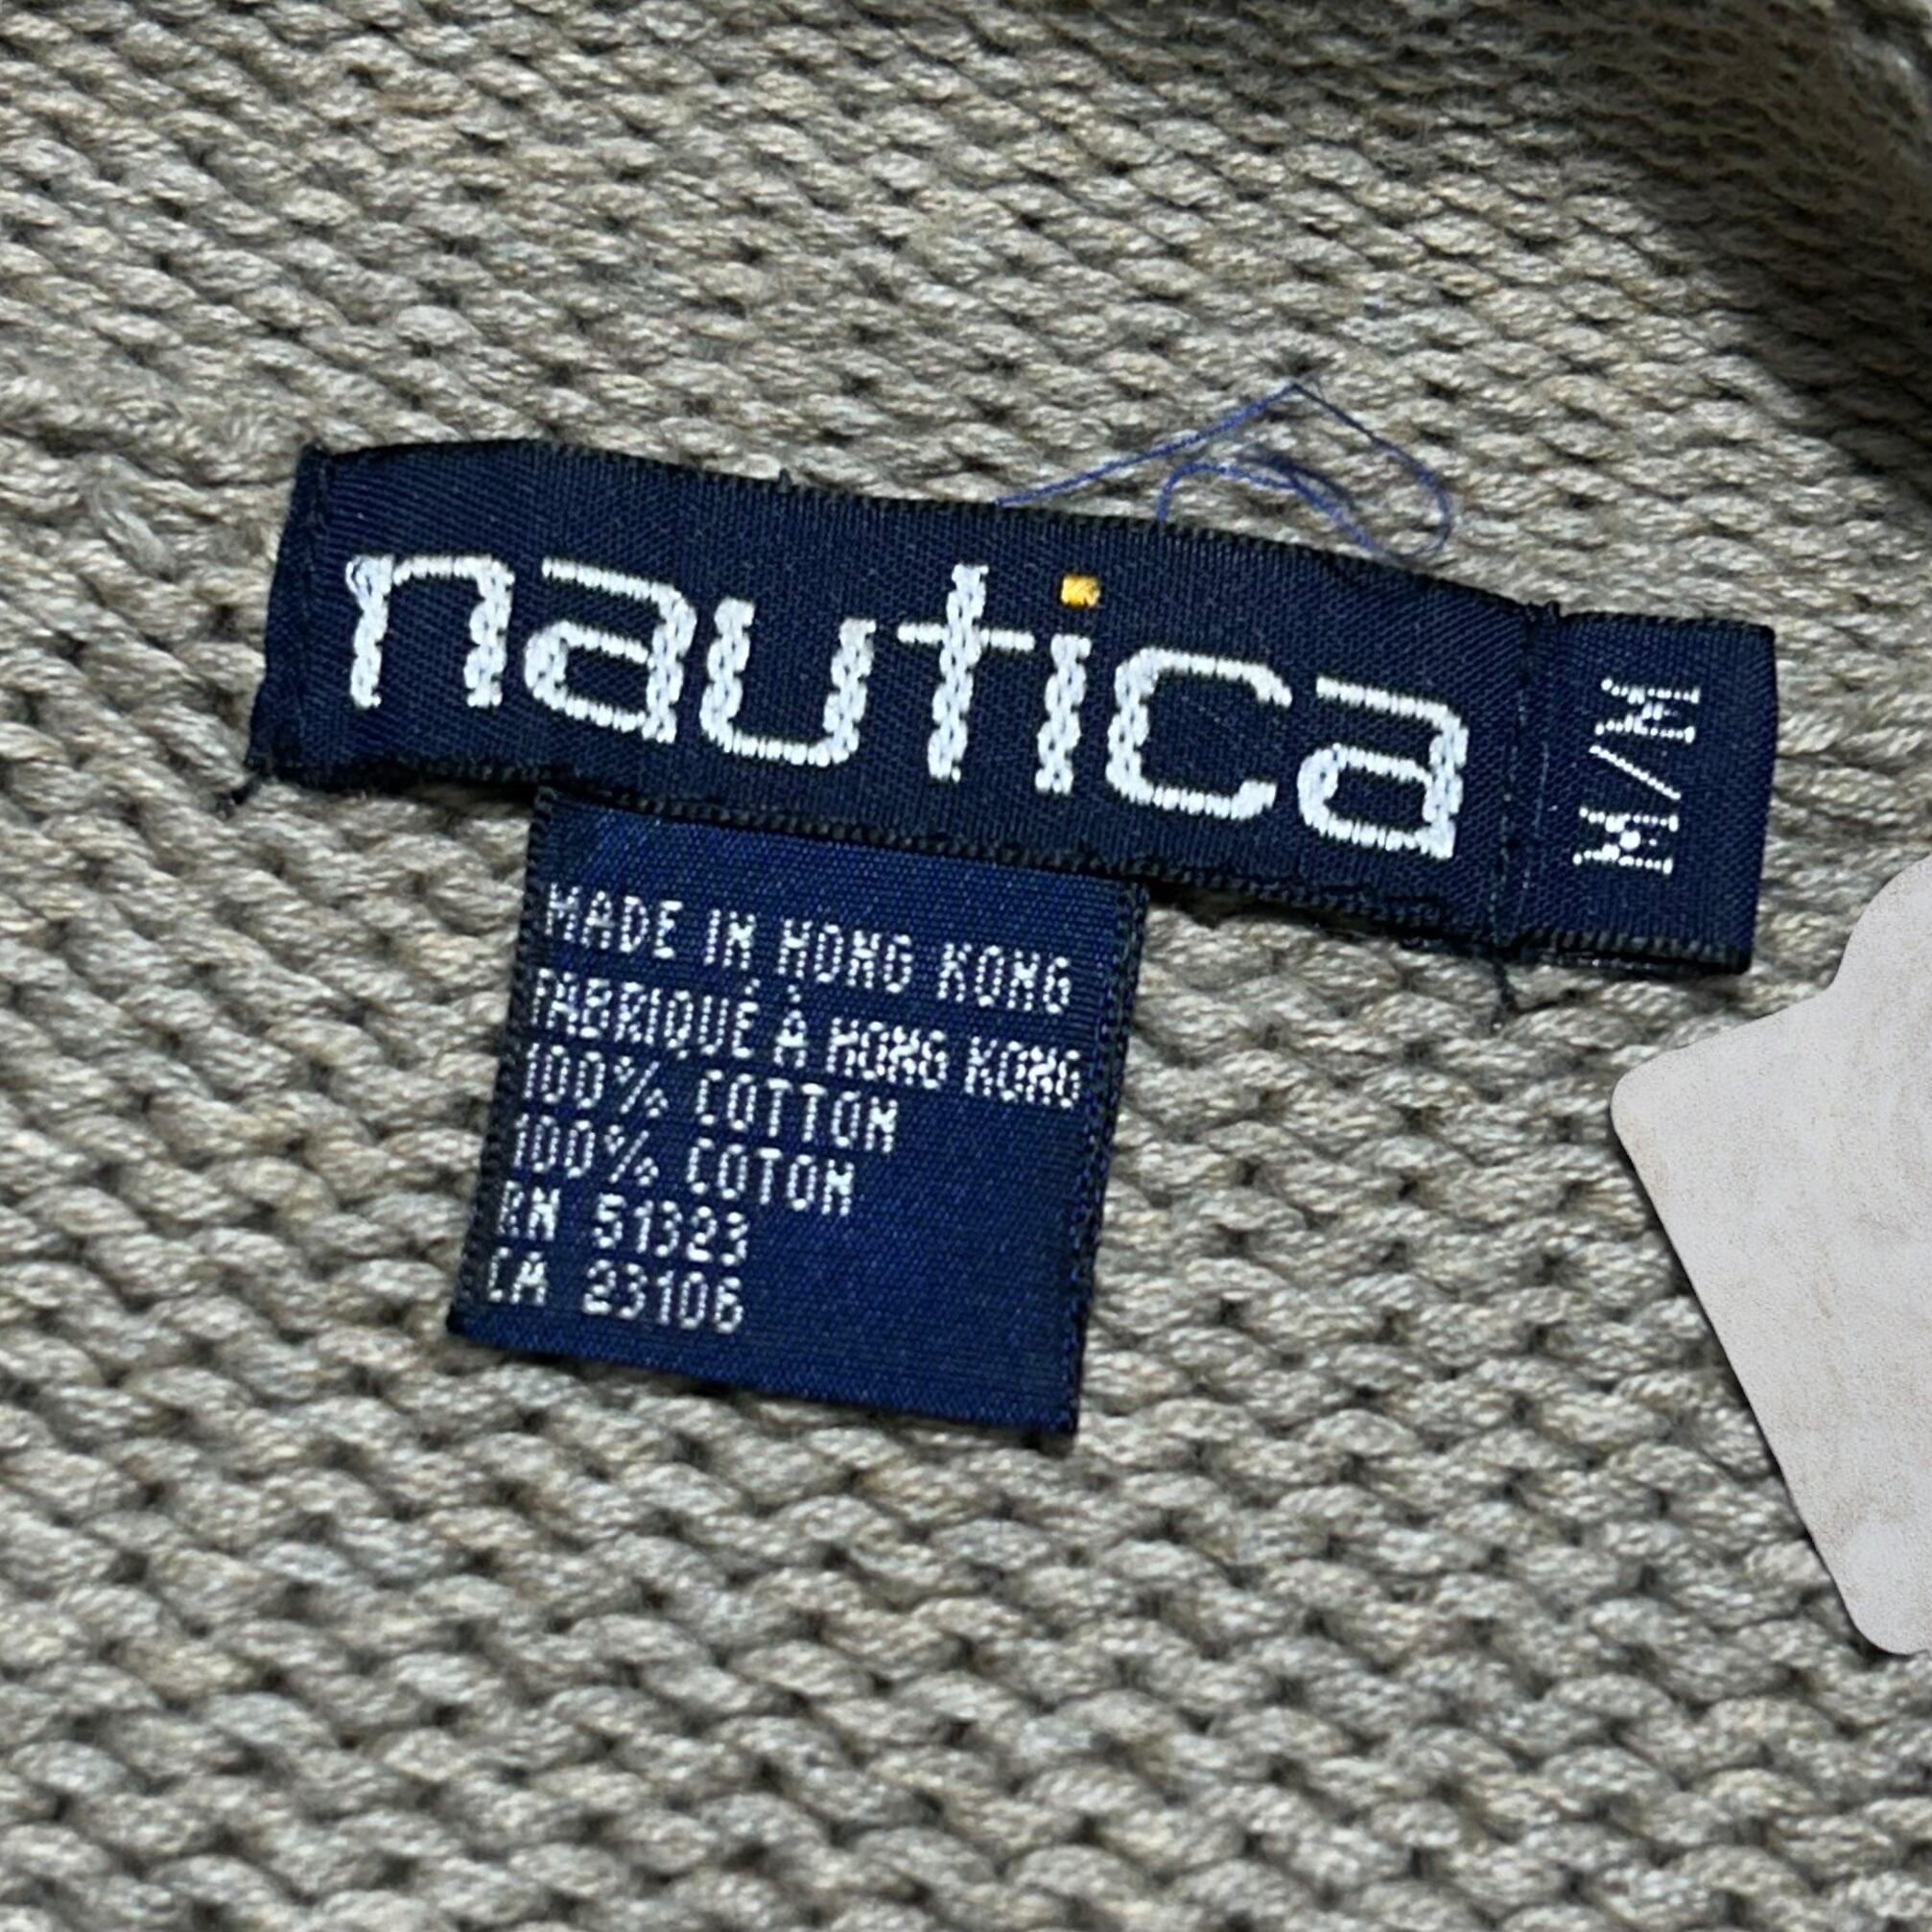 nautica
M/M
MADE IN HONG KONG
FABRIQUÉ À HONG KONG
100% COTTON
100% COTON
RN 51323
CA 23106